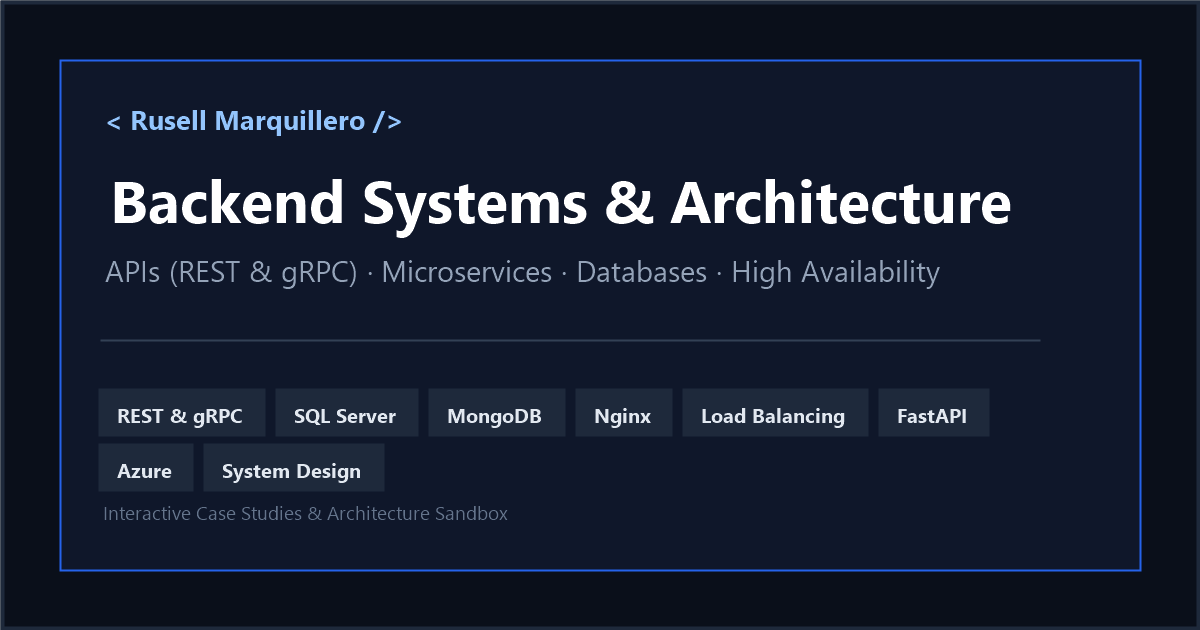 < Rusell Marquillero />
Backend Systems & Architecture
APIs (REST & gRPC) · Microservices · Databases · High Availability
REST & gRPC SQL Server MongoDB Nginx Load Balancing FastAPI
Azure System Design
Interactive Case Studies & Architecture Sandbox